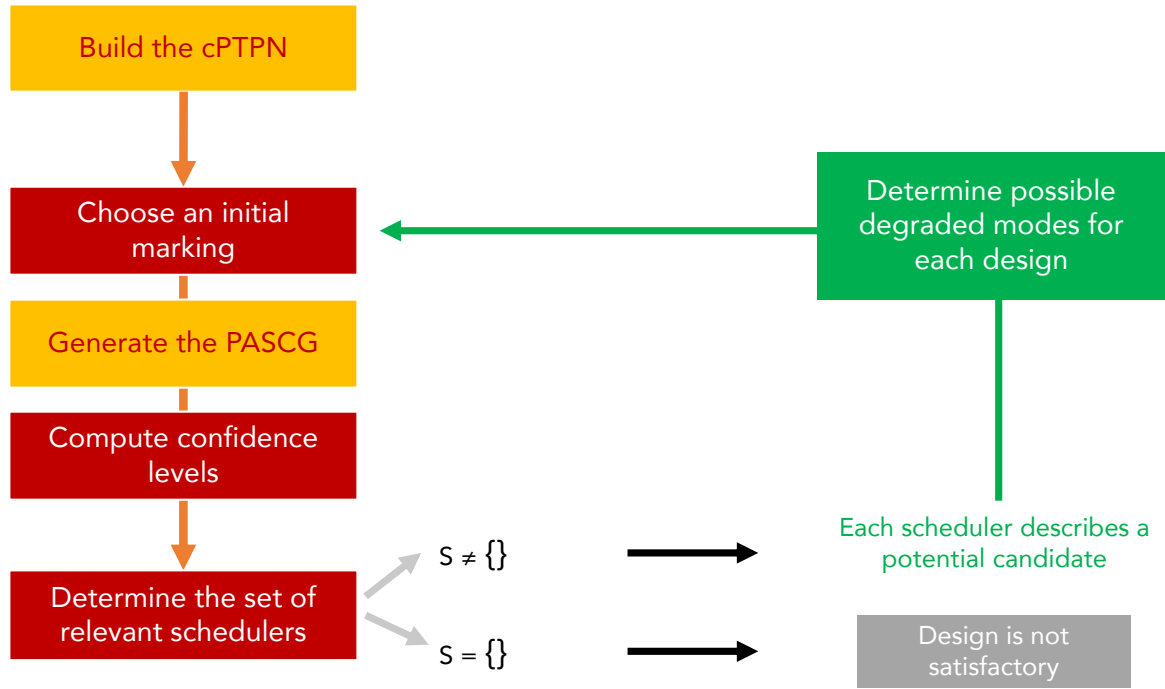 Build the cPTPN
Choose an initial
marking
Generate the PASCG
Compute confidence
levels
Determine the set of
relevant schedulers
S ≠ {}
S = {}
Determine possible
degraded modes for
each design
Each scheduler describes a
potential candidate
Design is not
satisfactory